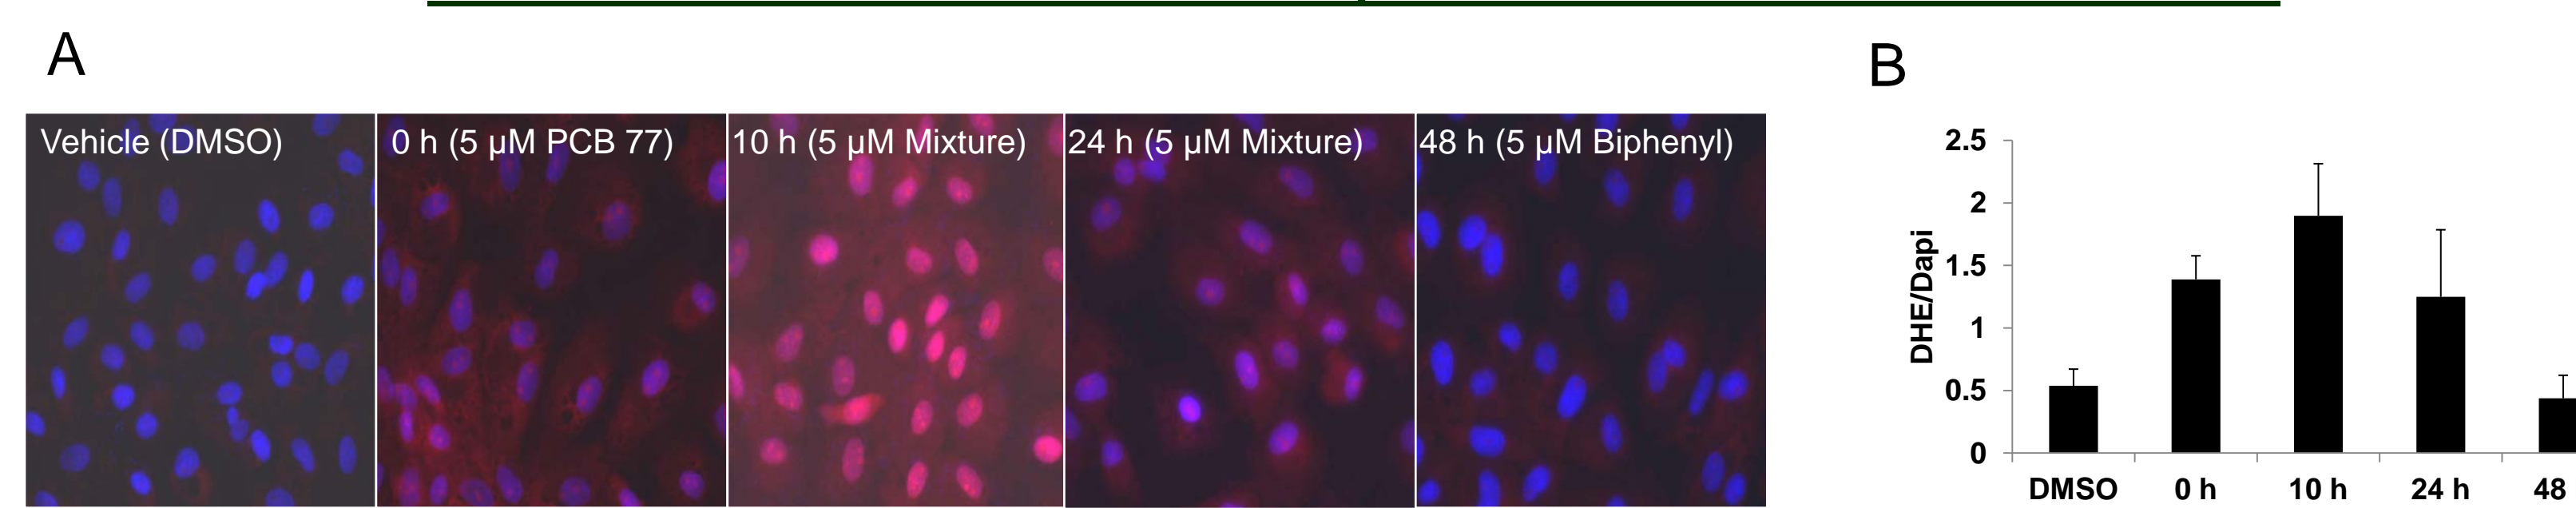 A
B
Vehicle (DMSO)
0 h (5 µM PCB 77)
10 h (5 µM Mixture)
24 h (5 µM Mixture)
48 h (5 µM Biphenyl)
DHE/Dapi
2.5
2
1.5
1
0.5
0
DMSO
0 h
10 h
24 h
48